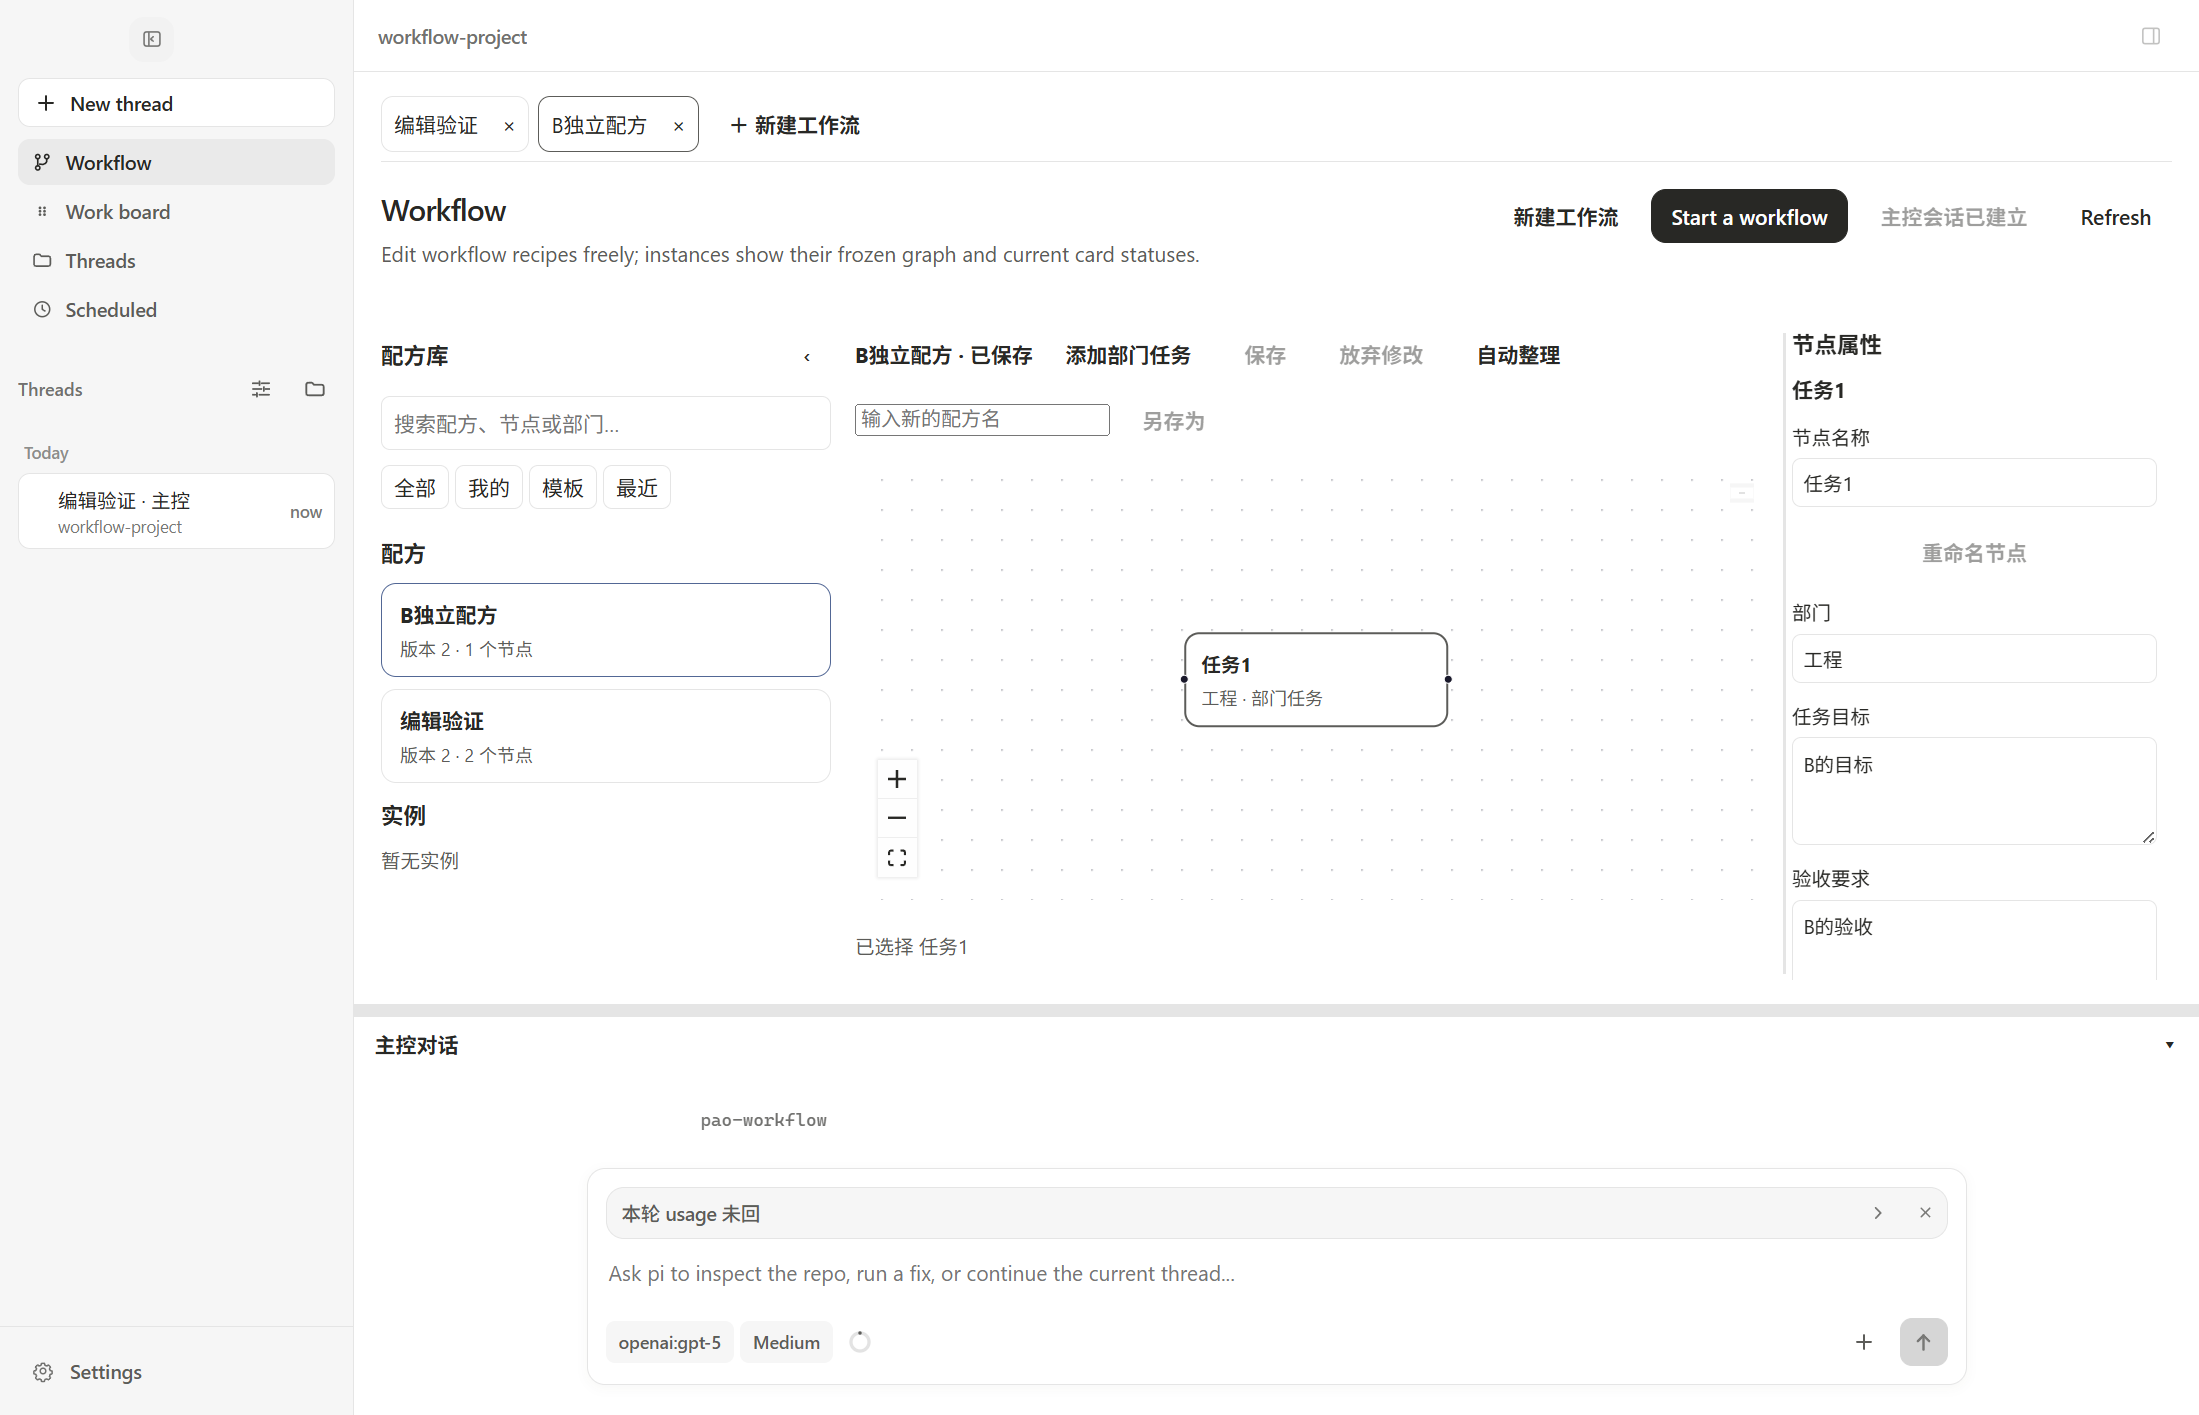 workflow-project
New thread
Workflow
Work board
Threads
Scheduled
Threads
Today
编辑验证 · 主控
workflow-project
now
Settings
编辑验证 ×
B独立配方 ×
+ 新建工作流
Workflow
Edit workflow recipes freely; instances show their frozen graph and current card statuses.
新建工作流
Start a workflow
主控会话已建立
Refresh
配方库
搜索配方、节点或部门...
全部
我的
模板
最近
配方
B独立配方
版本 2 · 1 个节点
编辑验证
版本 2 · 2 个节点
实例
暂无实例
B独立配方 · 已保存
添加部门任务
保存
放弃修改
自动整理
输入新的配方名
另存为
任务1
工程 · 部门任务
已选择 任务1
节点属性
任务1
节点名称
任务1
重命名节点
部门
工程
任务目标
B的目标
验收要求
B的验收
主控对话
pao-workflow
本轮 usage 未回
Ask pi to inspect the repo, run a fix, or continue the current thread...
openai:gpt-5
Medium